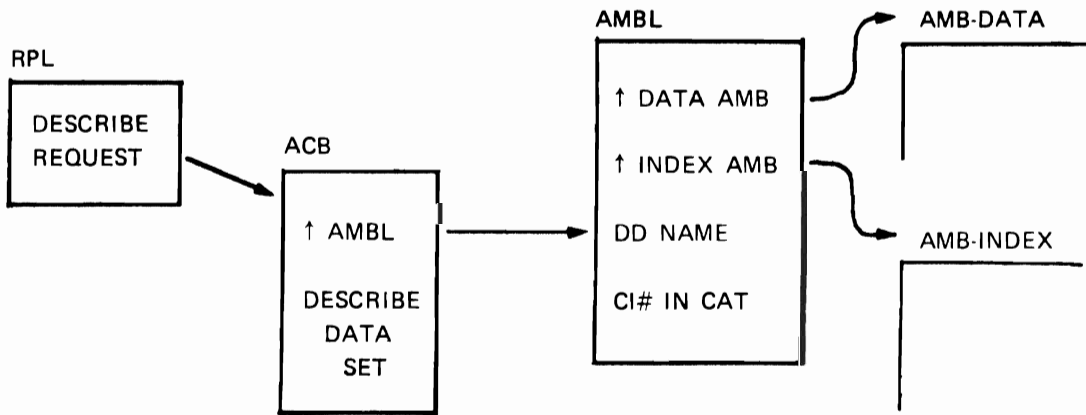 RPL
DESCRIBE
REQUEST
ACB
↑ AMBL
DESCRIBE
DATA
SET
AMBL
↑ DATA AMB
↑ INDEX AMB
DD NAME
CI# IN CAT
AMB-DATA
AMB-INDEX